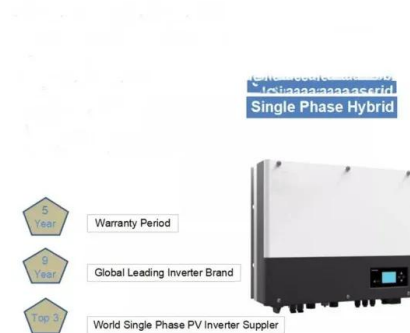 Single Phase Hybrid
5
Year
Warranty Period
9
Year
Global Leading Inverter Brand
Top 3
World Single Phase PV Inverter Suppler